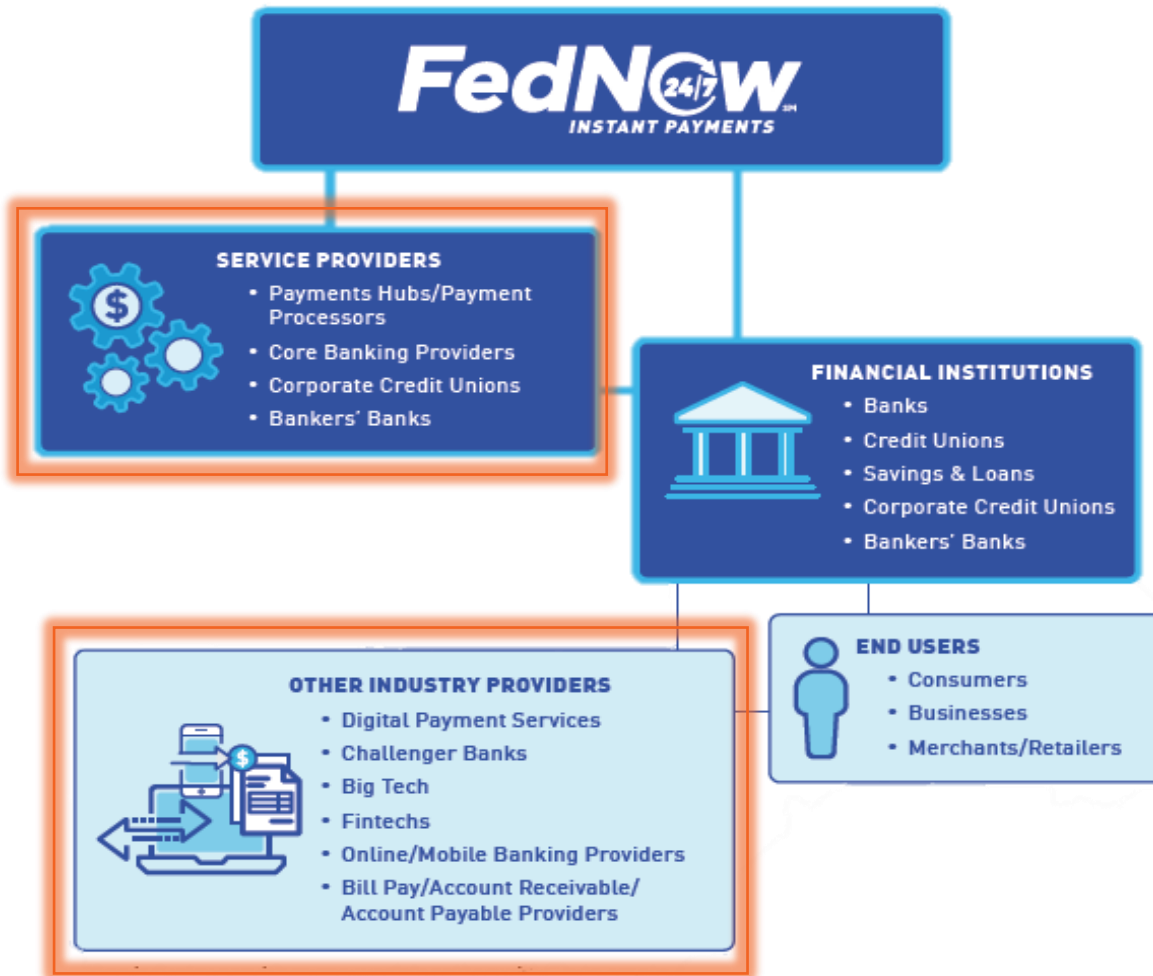 FedNow
24/7
SM
INSTANT PAYMENTS
SERVICE PROVIDERS
$
• Payments Hubs/Payment
Processors
• Core Banking Providers
• Corporate Credit Unions
• Bankers' Banks
FINANCIAL INSTITUTIONS
• Banks
• Credit Unions
• Savings & Loans
• Corporate Credit Unions
• Bankers' Banks
OTHER INDUSTRY PROVIDERS
$
• Digital Payment Services
• Challenger Banks
• Big Tech
• Fintechs
• Online/Mobile Banking Providers
• Bill Pay/Account Receivable/
Account Payable Providers
END USERS
• Consumers
• Businesses
• Merchants/Retailers